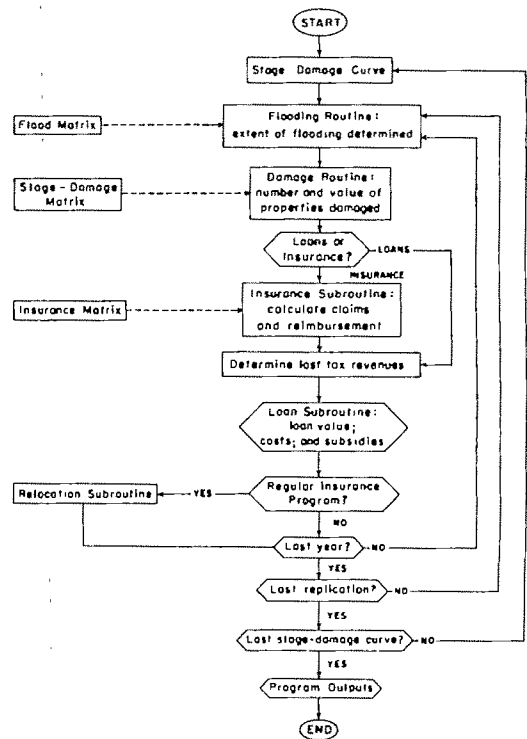 START
Stage Damage Curve
Flooding Routine:
extent of flooding determined
Flood Matrix
Damage Routine:
number and value of
properties damaged
Stage-Damage
Matrix
Loans or
Insurance?
LOANS
INSURANCE
Insurance Subroutine:
calculate claims
and reimbursement
Insurance Matrix
Determine lost tax revenues
Loan Subroutine:
loan value;
costs; and subsidies
Regular Insurance
Program?
YES
Relocation Subroutine
NO
Last year?
NO
YES
Last replication?
NO
YES
Last stage-damage curve?
NO
YES
Program Outputs
END